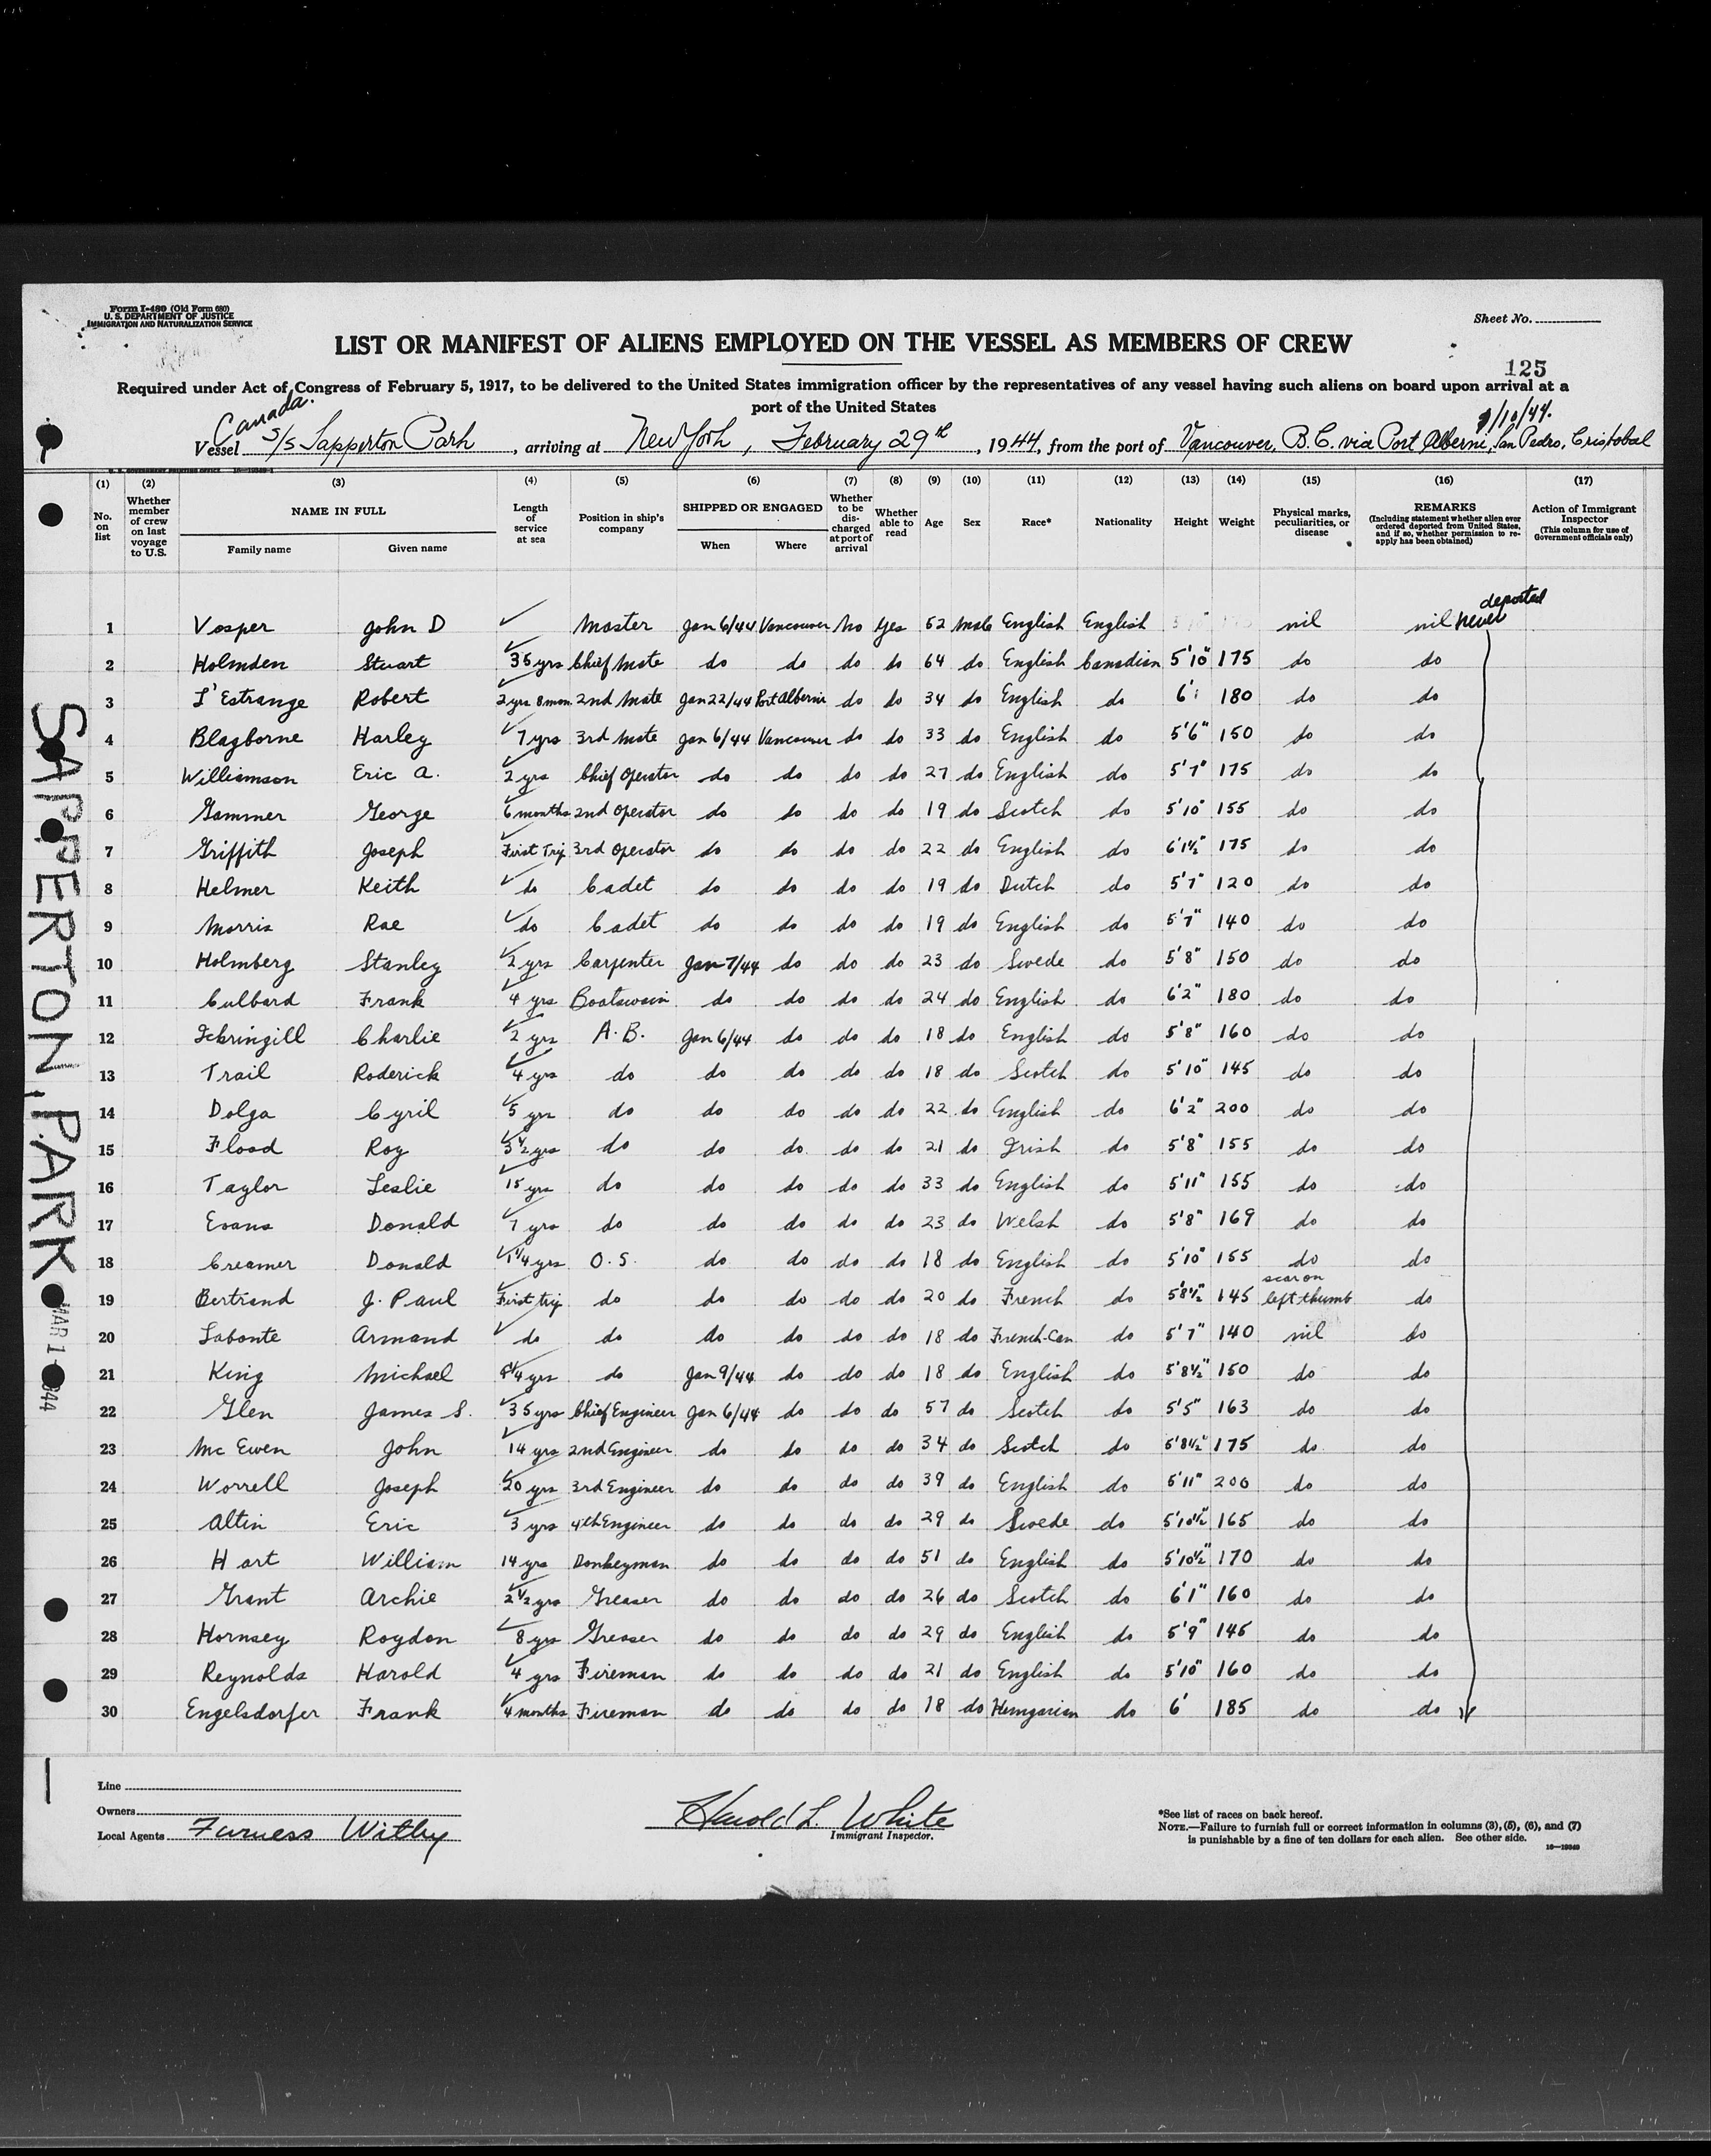 Form I-480 (Old Form 680)
U. S. DEPARTMENT OF JUSTICE
IMMIGRATION AND NATURALIZATION SERVICE
Sheet No.
LIST OR MANIFEST OF ALIENS EMPLOYED ON THE VESSEL AS MEMBERS OF CREW
125
Required under Act of Congress of February 5, 1917, to be delivered to the United States immigration officer by the representatives of any vessel having such aliens on board upon arrival at a
port of the United States
Canada.
/10/44.
Vessel S/S Sapperton Park, arriving at New York, February 29th, 1944, from the port of Vancouver, B.C. via Port Alberni, San Pedro, Cristobal
(1) (2) (3) (4) (5) (6) (7) (8) (9) (10) (11) (12) (13) (14) (15) (16) (17)
No. on list
Whether member of crew on last voyage to U.S.
NAME IN FULL
Family name Given name
Length of service at sea
Position in ship's company
SHIPPED OR ENGAGED
When Where
Whether to be discharged at port of arrival
Whether able to read
Age
Sex
Race*
Nationality
Height
Weight
Physical marks, peculiarities, or disease
REMARKS
(Including statement whether alien ever ordered deported from United States, and if so, whether permission to re-apply has been obtained)
Action of Immigrant Inspector
(This column for use of Government officials only)
1 Vosper John D Master Jan 6/44 Vancouver No Yes 52 Male English English nil nil never deported
2 Holmden Stuart 35 yrs Chief Mate do do do do 64 do English Canadian 5'10" 175 do do
3 L'Estrange Robert 2 yrs 8 mon 2nd Mate Jan 22/44 Port Alberni do do 34 do English do 6' 180 do do
4 Blagborne Harley 7 yrs 3rd Mate Jan 6/44 Vancouver do do 33 do English do 5'6" 150 do do
5 Williamson Eric A. 2 yrs Chief Operator do do do do 27 do English do 5'7" 175 do do
6 Gammer George 6 months 2nd Operator do do do do 19 do Scotch do 5'10" 155 do do
7 Griffith Joseph First Trip 3rd Operator do do do do 22 do English do 6'1½" 175 do do
8 Helmer Keith do Cadet do do do do 19 do Dutch do 5'7" 120 do do
9 Morris Rae do Cadet do do do do 19 do English do 5'7" 140 do do
10 Holmberg Stanley 2 yrs Carpenter Jan 7/44 do do do 23 do Swede do 5'8" 150 do do
11 Culbard Frank 4 yrs Boatswain do do do do 24 do English do 6'2" 180 do do
12 Febringill Charlie 2 yrs A.B. Jan 6/44 do do do 18 do English do 5'8" 160 do do
13 Trail Roderick 4 yrs do do do do do 18 do Scotch do 5'10" 145 do do
14 Dolga Cyril 5 yrs do do do do do 22 do English do 6'2" 200 do do
15 Flood Roy 3½ yrs do do do do do 21 do Irish do 5'8" 155 do do
16 Taylor Leslie 15 yrs do do do do do 33 do English do 5'11" 155 do do
17 Evans Donald 7 yrs do do do do do 23 do Welsh do 5'8" 169 do do
18 Creamer Donald 1¼ yrs O.S. do do do do 18 do English do 5'10" 155 do do
19 Bertrand J. Paul First trip do do do do do 20 do French do 5'8½" 145 scar on left thumb do
20 Labonte Armand do do do do do do 18 do French-Can do 5'7" 140 nil do
21 King Michael yrs do Jan 9/44 do do do 18 do English do 5'8½" 150 do do
22 Glen James S. 35 yrs Chief Engineer Jan 6/44 do do do 57 do Scotch do 5'5" 163 do do
23 McEwen John 14 yrs 2nd Engineer do do do do 34 do Scotch do 5'8½" 175 do do
24 Worrell Joseph 20 yrs 3rd Engineer do do do do 39 do English do 5'11" 200 do do
25 Altin Eric 3 yrs 4th Engineer do do do do 29 do Swede do 5'10½" 165 do do
26 Hart William 14 yrs Donkeyman do do do do 51 do English do 5'10½" 170 do do
27 Grant Archie 2½ yrs Greaser do do do do 26 do Scotch do 6'1" 160 do do
28 Hornsey Roydon 8 yrs Greaser do do do do 29 do English do 5'9" 145 do do
29 Reynolds Harold 4 yrs Fireman do do do do 21 do English do 5'10" 160 do do
30 Engelsdorfer Frank 4 months Fireman do do do do 18 do Hungarian do 6' 185 do do
SAPPERTON PARK
MAR 1 1944
Line
Owners
Local Agents Furness Withy
Harold L. White
Immigrant Inspector.
*See list of races on back hereof.
NOTE.—Failure to furnish full or correct information in columns (3), (5), (6), and (7)
is punishable by a fine of ten dollars for each alien. See other side.